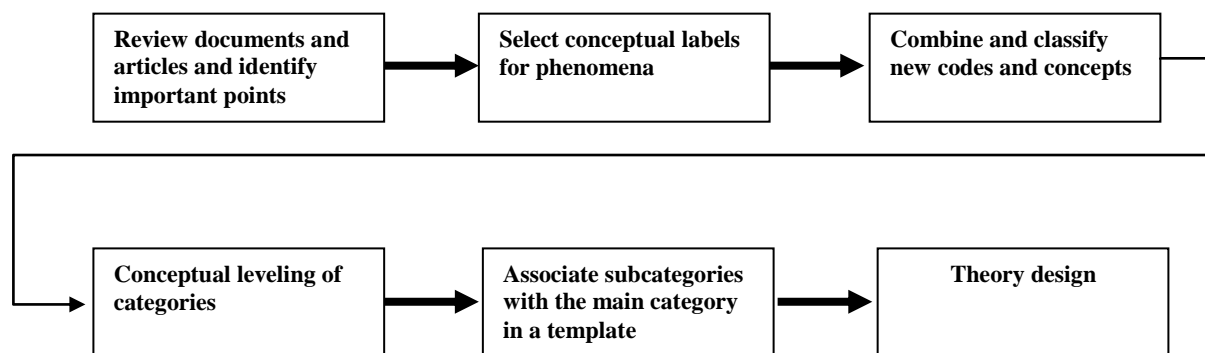 Review documents and
articles and identify
important points
Select conceptual labels
for phenomena
Combine and classify
new codes and concepts
Conceptual leveling of
categories
Associate subcategories
with the main category
in a template
Theory design